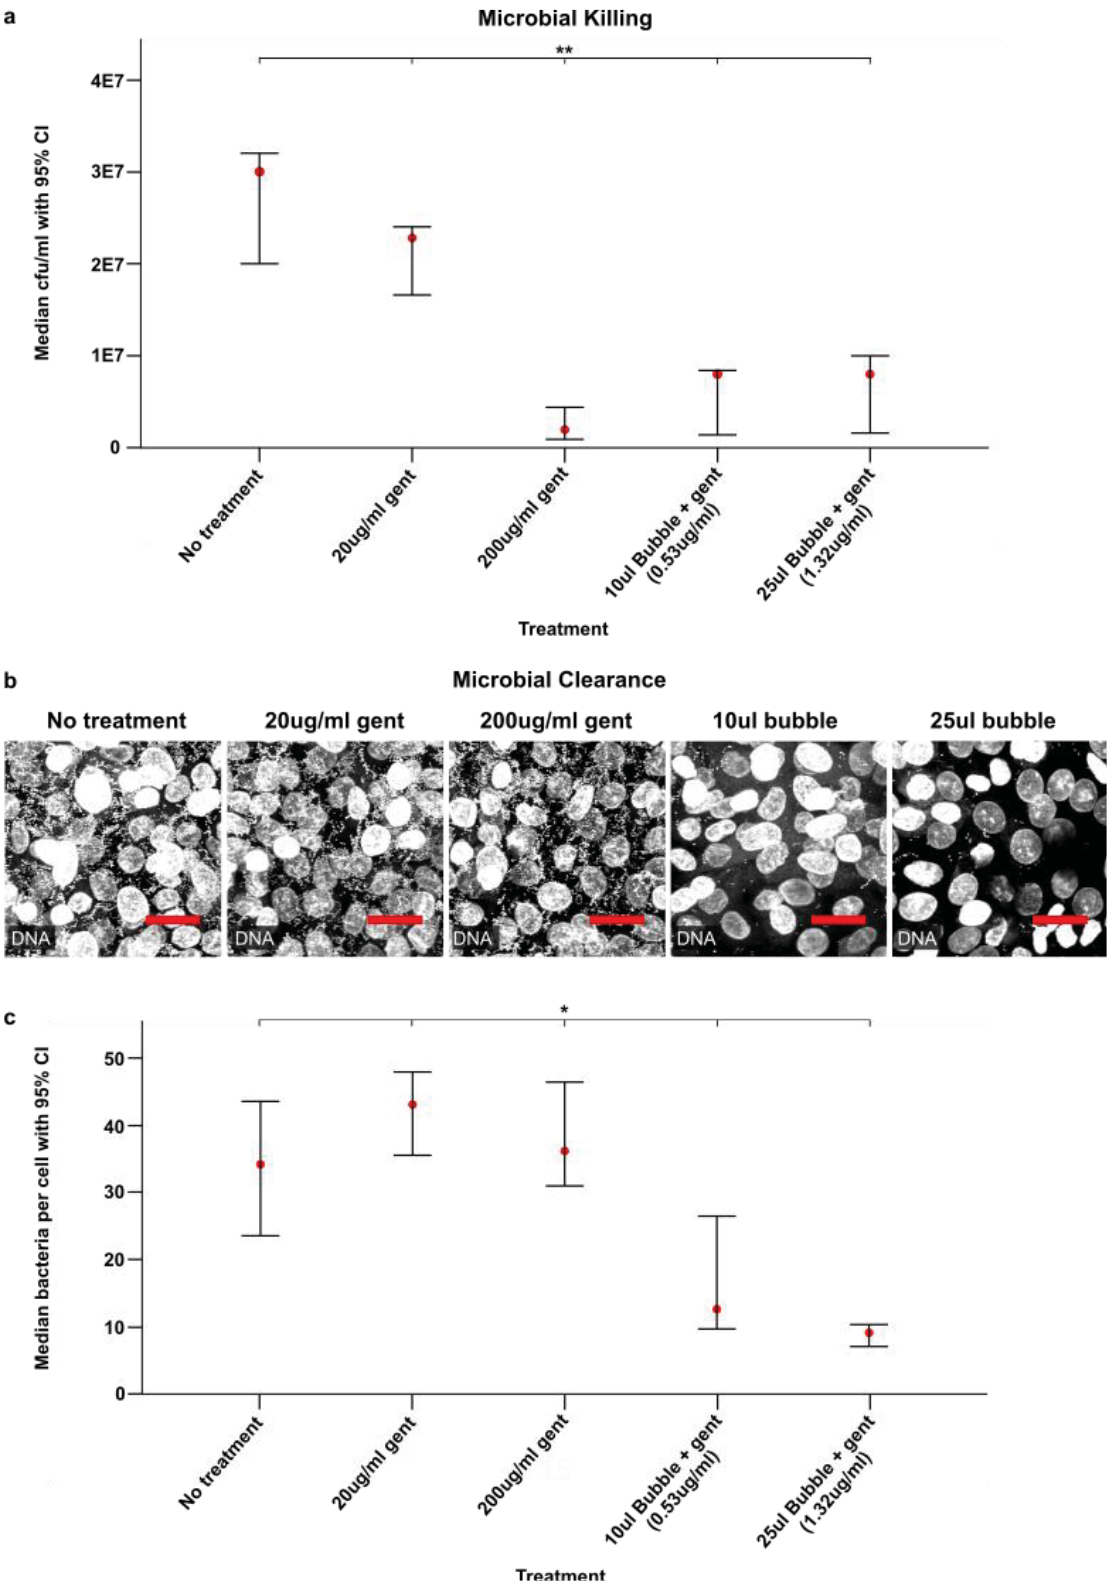 a
Microbial Killing
**
Median cfu/ml with 95% CI
4E7
3E7
2E7
1E7
0
No treatment
20ug/ml gent
200ug/ml gent
10ul Bubble + gent
(0.53ug/ml)
25ul Bubble + gent
(1.32ug/ml)
Treatment
b
Microbial Clearance
No treatment
20ug/ml gent
200ug/ml gent
10ul bubble
25ul bubble
DNA
DNA
DNA
DNA
DNA
c
*
Median bacteria per cell with 95% CI
50
40
30
20
10
0
No treatment
20ug/ml gent
200ug/ml gent
10ul Bubble + gent
(0.53ug/ml)
25ul Bubble + gent
(1.32ug/ml)
15
Treatment